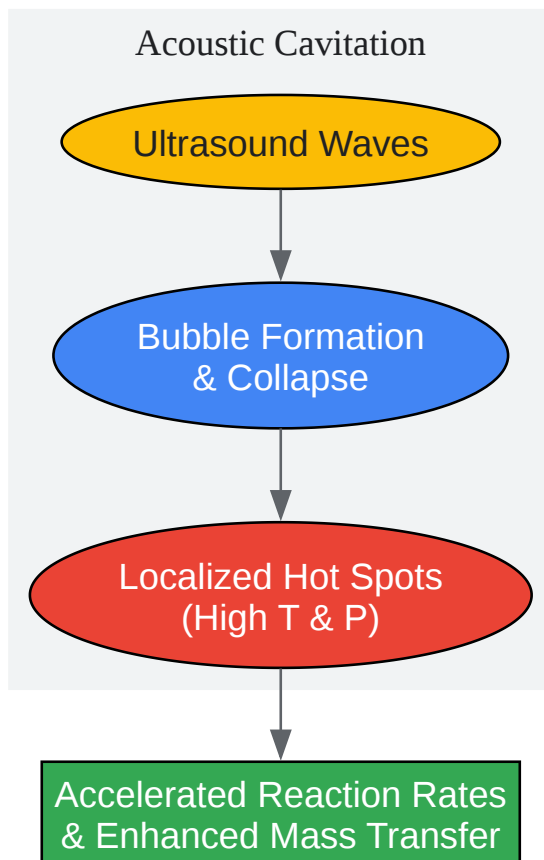 Acoustic Cavitation
Ultrasound Waves
Bubble Formation
& Collapse
Localized Hot Spots
(High T & P)
Accelerated Reaction Rates
& Enhanced Mass Transfer